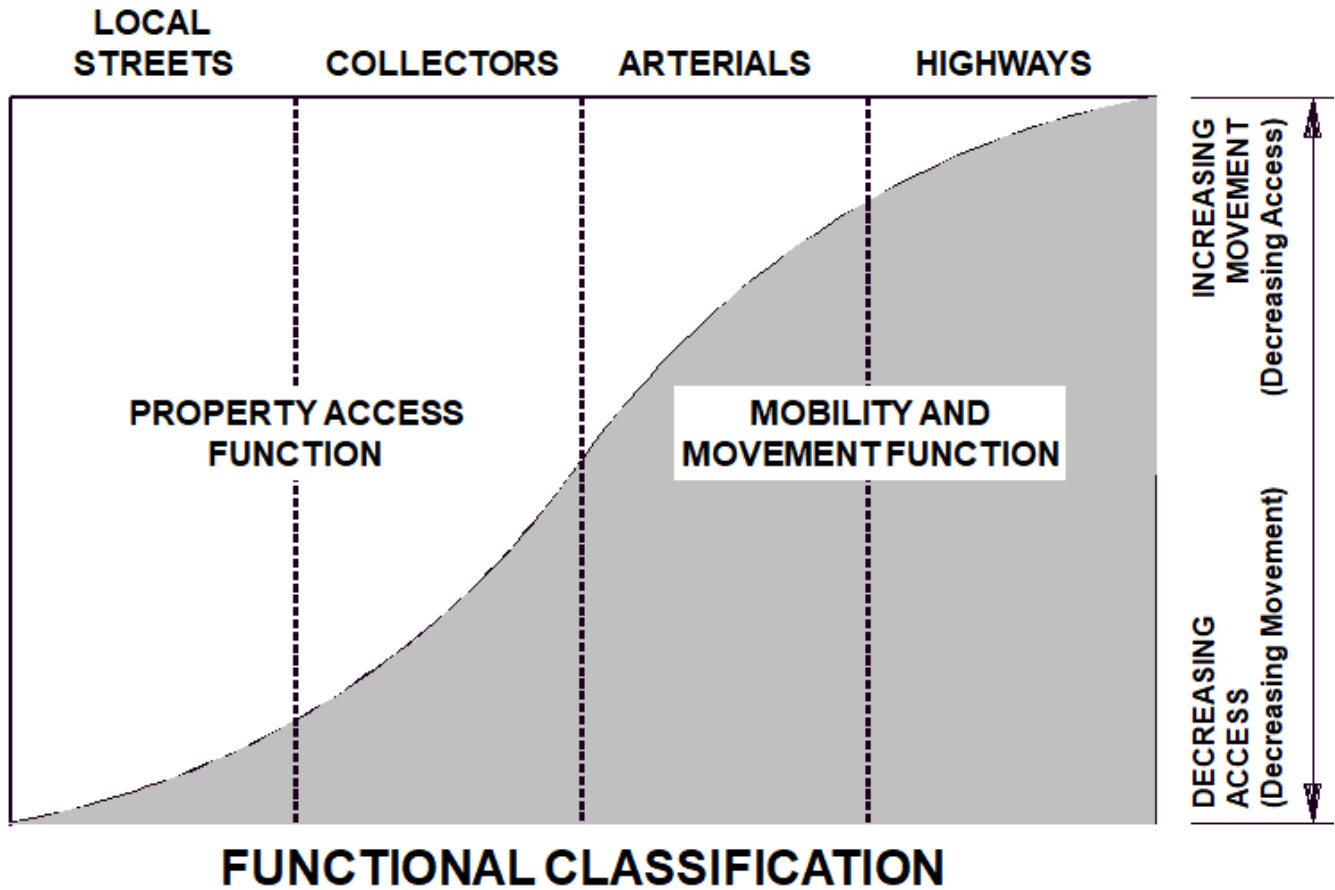 LOCAL
STREETS
COLLECTORS
ARTERIALS
HIGHWAYS
PROPERTY ACCESS
FUNCTION
MOBILITY AND
MOVEMENT FUNCTION
INCREASING
MOVEMENT
(Decreasing Access)
DECREASING
ACCESS
(Decreasing Movement)
FUNCTIONAL CLASSIFICATION